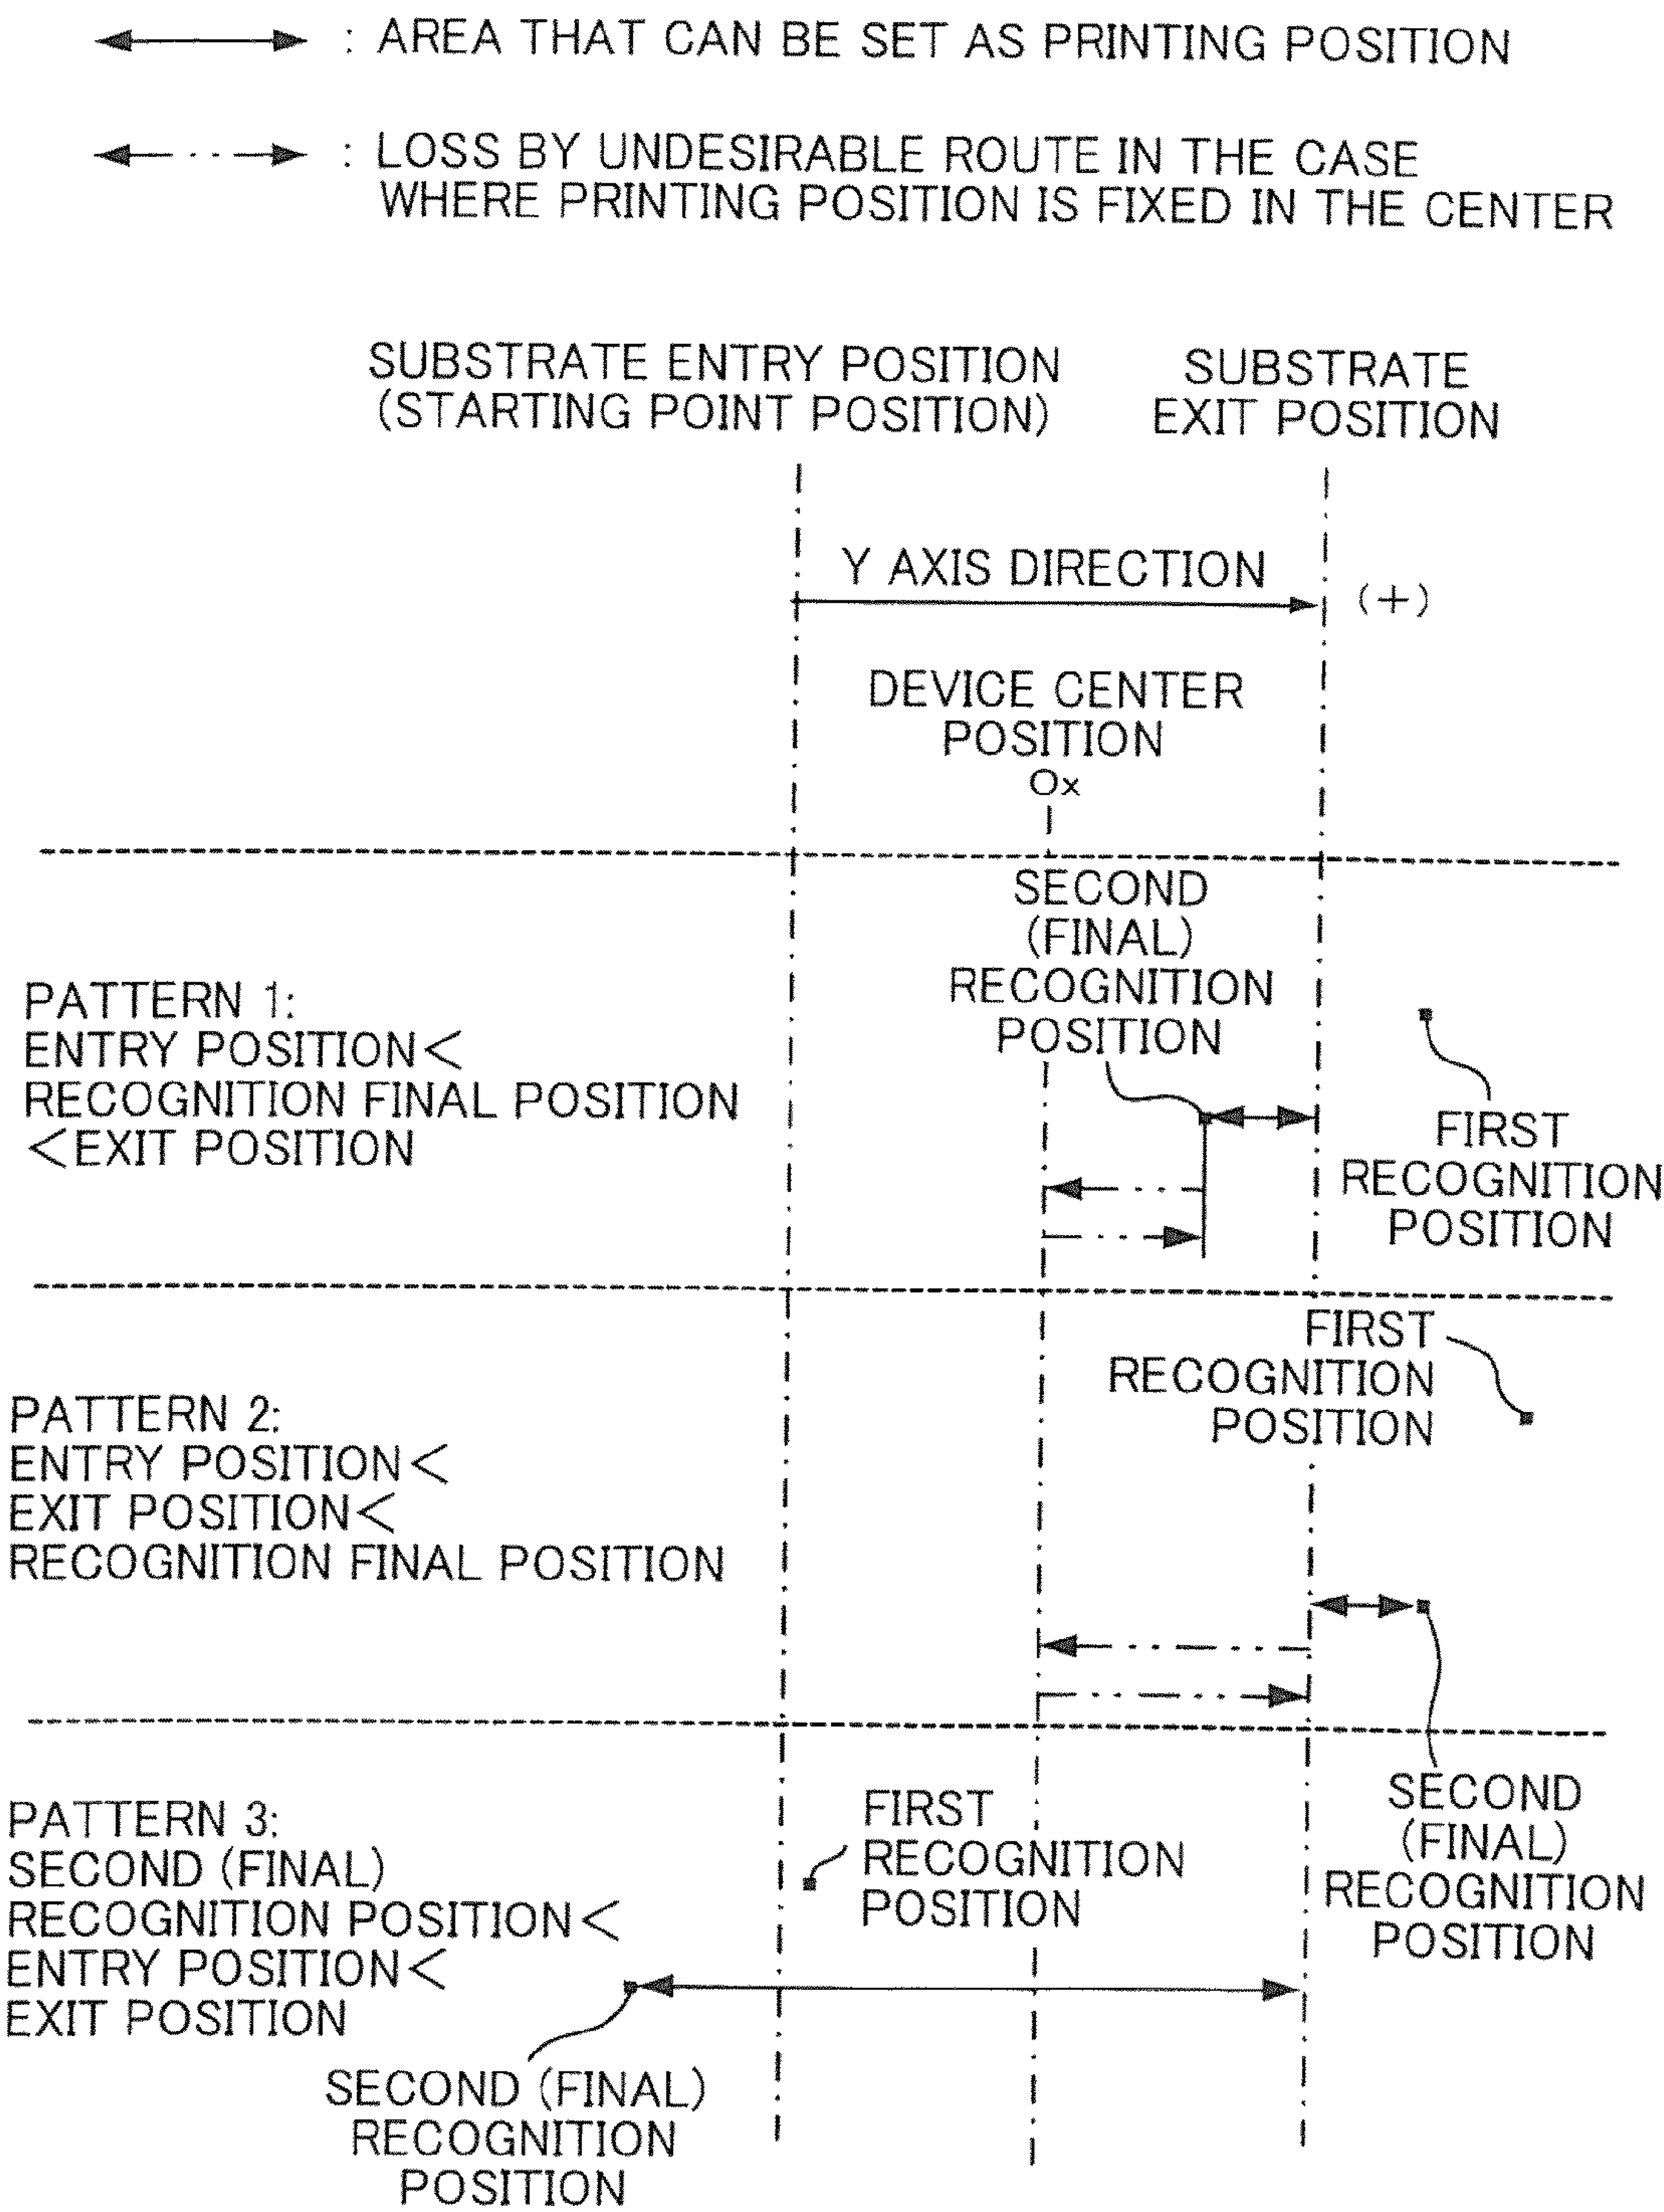 : AREA THAT CAN BE SET AS PRINTING POSITION
: LOSS BY UNDESIRABLE ROUTE IN THE CASE
WHERE PRINTING POSITION IS FIXED IN THE CENTER
SUBSTRATE ENTRY POSITION
(STARTING POINT POSITION)
SUBSTRATE
EXIT POSITION
Y AXIS DIRECTION
(+)
DEVICE CENTER
POSITION
Ox
SECOND
(FINAL)
RECOGNITION
POSITION
PATTERN 1:
ENTRY POSITION<
RECOGNITION FINAL POSITION
<EXIT POSITION
FIRST
RECOGNITION
POSITION
FIRST
RECOGNITION
POSITION
PATTERN 2:
ENTRY POSITION<
EXIT POSITION<
RECOGNITION FINAL POSITION
SECOND
(FINAL)
RECOGNITION
POSITION
PATTERN 3:
SECOND (FINAL)
RECOGNITION POSITION<
ENTRY POSITION<
EXIT POSITION
FIRST
RECOGNITION
POSITION
SECOND (FINAL)
RECOGNITION
POSITION